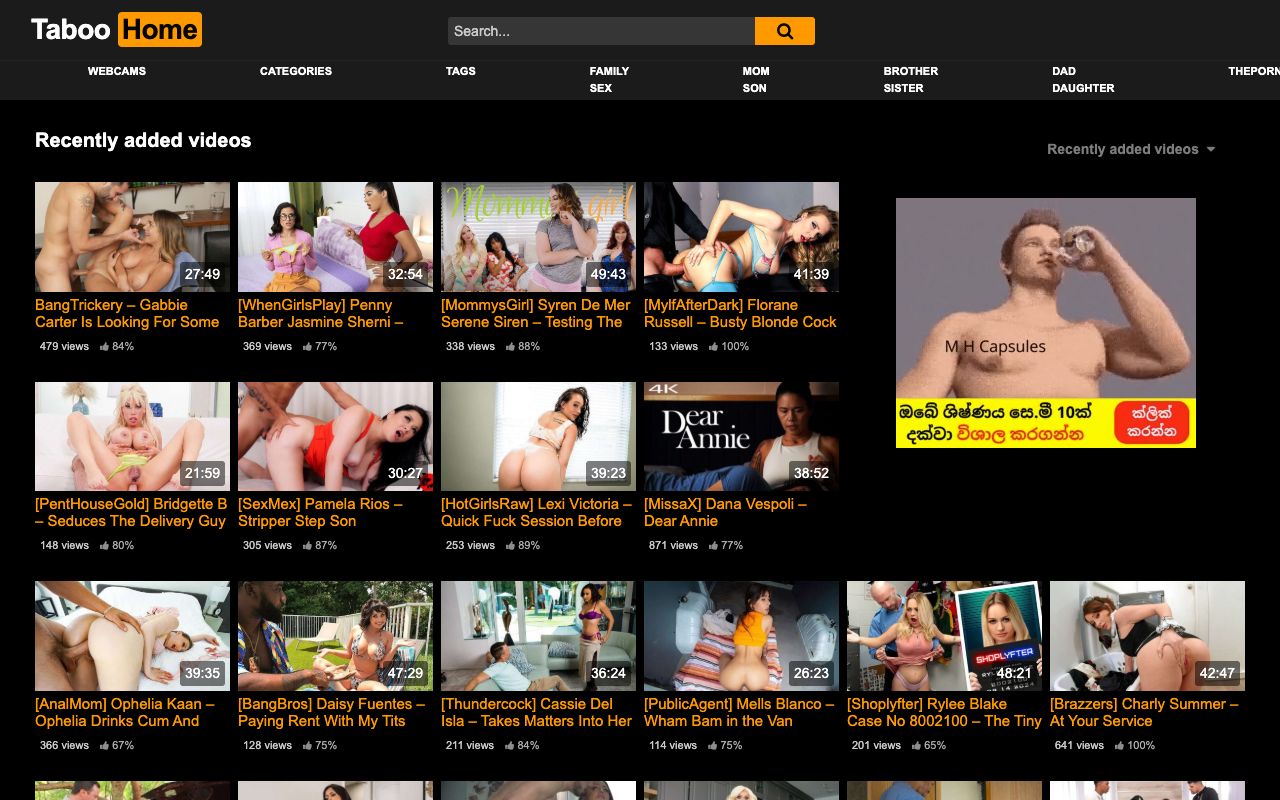 Taboo Home
Search...
WEBCAMS
CATEGORIES
TAGS
FAMILY
SEX
MOM
SON
BROTHER
SISTER
DAD
DAUGHTER
THEPORN
Recently added videos
Recently added videos
27:49
BangTrickery – Gabbie
Carter Is Looking For Some
479 views 84%
32:54
[WhenGirlsPlay] Penny
Barber Jasmine Sherni –
369 views 77%
49:43
[MommysGirl] Syren De Mer
Serene Siren – Testing The
338 views 88%
41:39
[MylfAfterDark] Florane
Russell – Busty Blonde Cock
133 views 100%
M H Capsules
ඔබේ ශිෂ්ණය සෙ.මී 10ක්
දක්වා විශාල කරගන්න
ක්ලික්
කරන්න
21:59
[PentHouseGold] Bridgette B
– Seduces The Delivery Guy
148 views 80%
30:27
[SexMex] Pamela Rios –
Stripper Step Son
305 views 87%
39:23
[HotGirlsRaw] Lexi Victoria –
Quick Fuck Session Before
253 views 89%
4K
Dear
Annie
38:52
[MissaX] Dana Vespoli –
Dear Annie
871 views 77%
39:35
[AnalMom] Ophelia Kaan –
Ophelia Drinks Cum And
366 views 67%
47:29
[BangBros] Daisy Fuentes –
Paying Rent With My Tits
128 views 75%
36:24
[Thundercock] Cassie Del
Isla – Takes Matters Into Her
211 views 84%
26:23
[PublicAgent] Mells Blanco –
Wham Bam in the Van
114 views 75%
SHOPLYFTER
48:21
[Shoplyfter] Rylee Blake
Case No 8002100 – The Tiny
201 views 65%
42:47
[Brazzers] Charly Summer –
At Your Service
641 views 100%